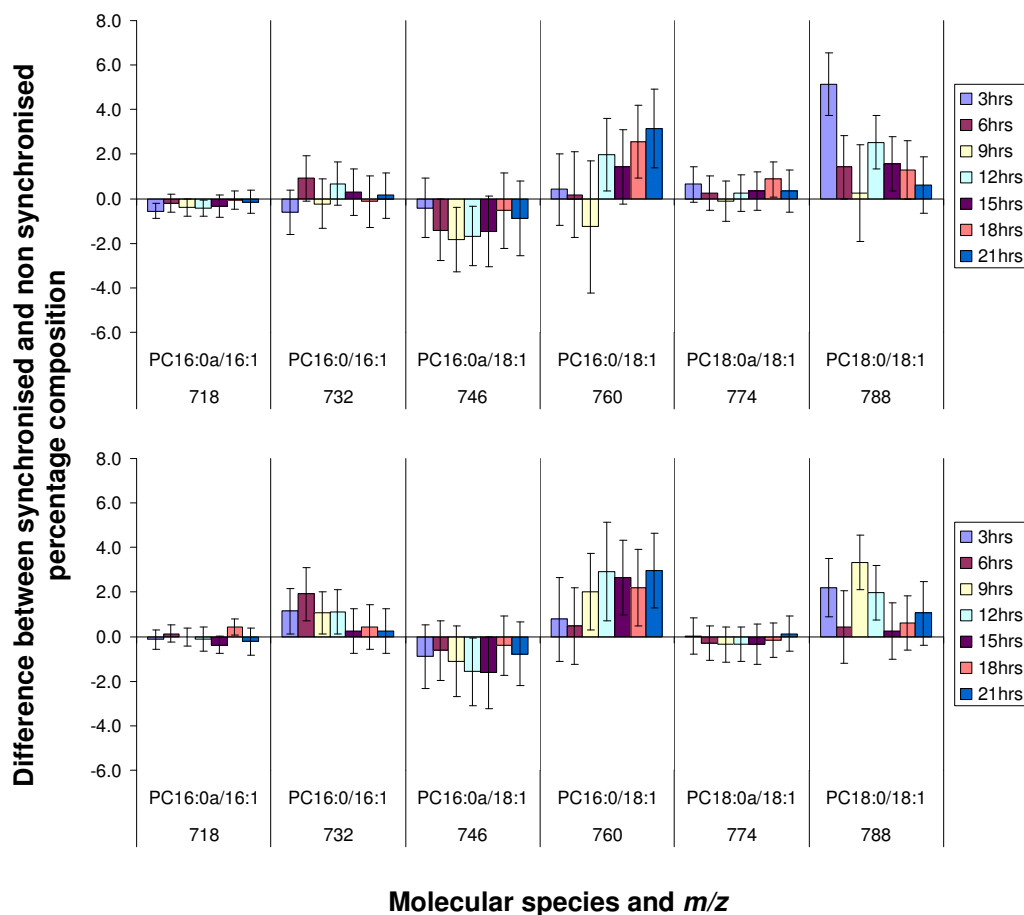 Difference between synchronised and non synchronised
percentage composition
8.0
6.0
4.0
2.0
0.0
-2.0
-4.0
-6.0
PC16:0a/16:1 PC16:0/16:1 PC16:0a/18:1 PC16:0/18:1 PC18:0a/18:1 PC18:0/18:1
718 732 746 760 774 788
3hrs
6hrs
9hrs
12hrs
15hrs
18hrs
21hrs
8.0
6.0
4.0
2.0
0.0
-2.0
-4.0
-6.0
PC16:0a/16:1 PC16:0/16:1 PC16:0a/18:1 PC16:0/18:1 PC18:0a/18:1 PC18:0/18:1
718 732 746 760 774 788
3hrs
6hrs
9hrs
12hrs
15hrs
18hrs
21hrs
Molecular species and m/z